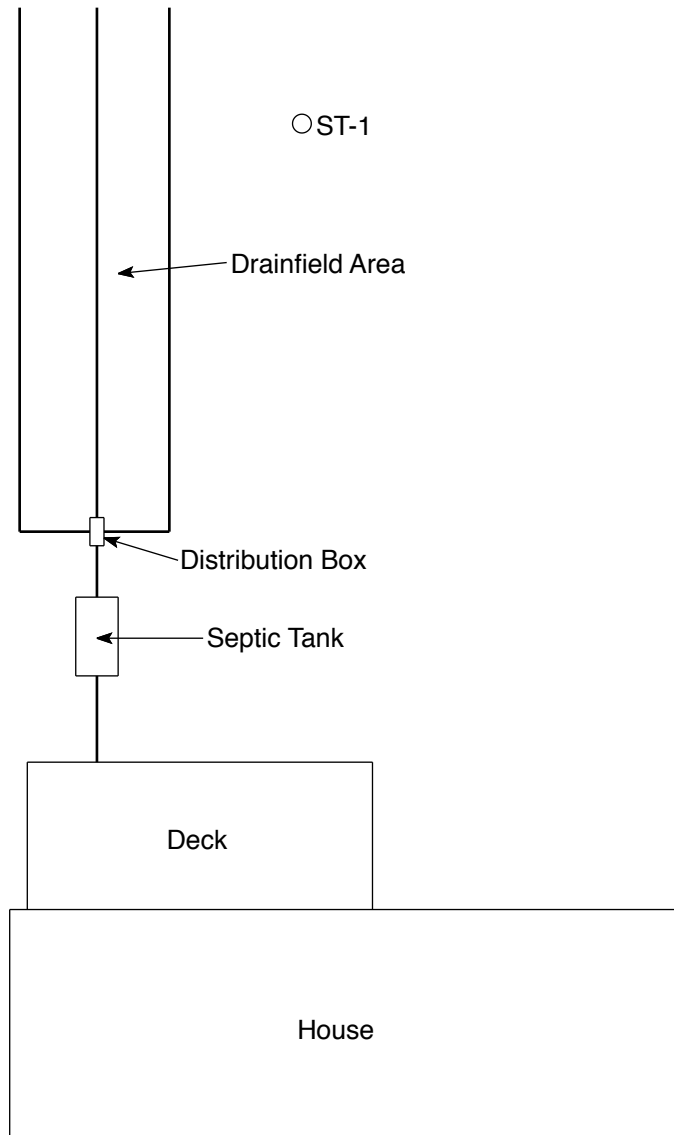 ST-1
Drainfield Area
Distribution Box
Septic Tank
Deck
House